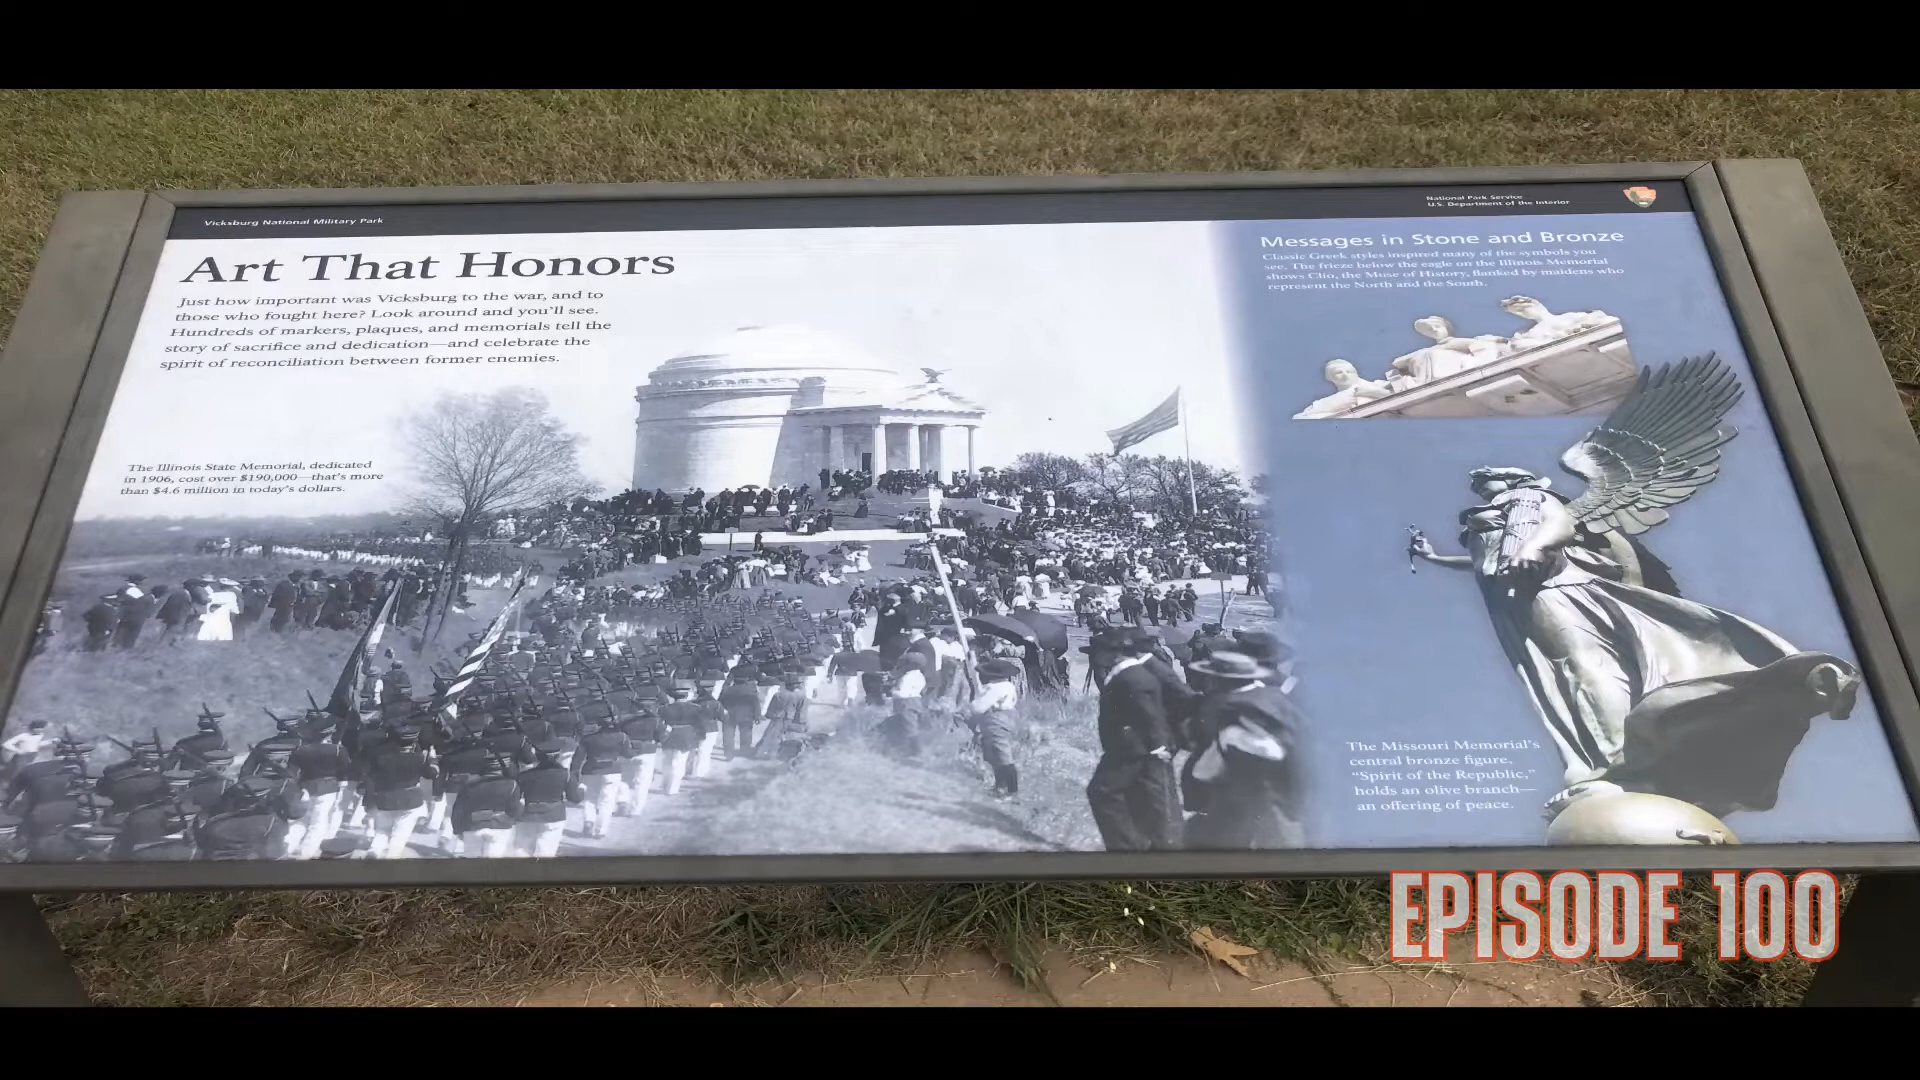 Vicksburg National Military Park
National Park Service
U.S. Department of the Interior
Art That Honors
Just how important was Vicksburg to the war, and to
those who fought here? Look around and you'll see.
Hundreds of markers, plaques, and memorials tell the
story of sacrifice and dedication—and celebrate the
spirit of reconciliation between former enemies.
The Illinois State Memorial, dedicated
in 1906, cost over $190,000—that's more
than $4.6 million in today's dollars.
Messages in Stone and Bronze
Classic Greek styles inspired many of the symbols you
see. The frieze below the eagle on the Illinois Memorial
shows Clio, the Muse of History, flanked by maidens who
represent the North and the South.
The Missouri Memorial's
central bronze figure,
“Spirit of the Republic,”
holds an olive branch—
an offering of peace.
EPISODE 100